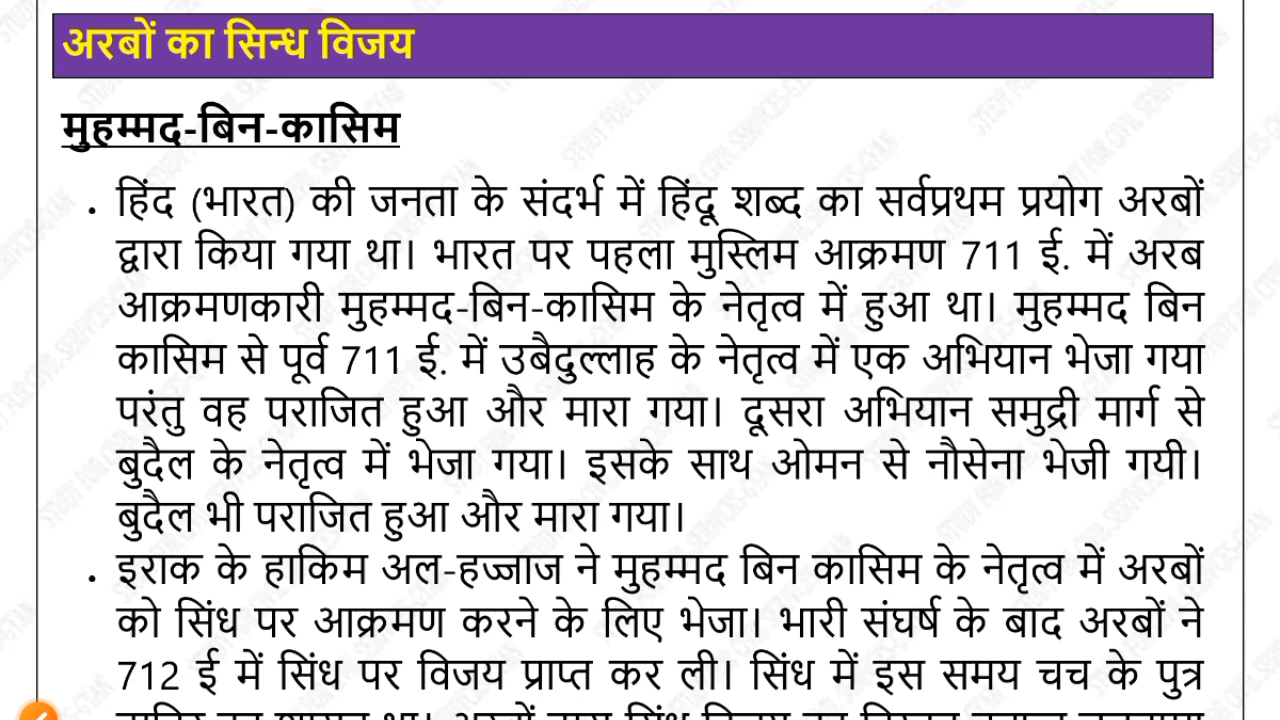 अरबों का सिन्ध विजय
मुहम्मद-बिन-कासिम
. हिंद (भारत) की जनता के संदर्भ में हिंदू शब्द का सर्वप्रथम प्रयोग अरबों
द्वारा किया गया था। भारत पर पहला मुस्लिम आक्रमण 711 ई. में अरब
आक्रमणकारी मुहम्मद-बिन-कासिम के नेतृत्व में हुआ था। मुहम्मद बिन
कासिम से पूर्व 711 ई. में उबैदुल्लाह के नेतृत्व में एक अभियान भेजा गया
परंतु वह पराजित हुआ और मारा गया। दूसरा अभियान समुद्री मार्ग से
बुदैल के नेतृत्व में भेजा गया। इसके साथ ओमन से नौसेना भेजी गयी।
बुदैल भी पराजित हुआ और मारा गया।
. इराक के हाकिम अल-हज्जाज ने मुहम्मद बिन कासिम के नेतृत्व में अरबों
को सिंध पर आक्रमण करने के लिए भेजा। भारी संघर्ष के बाद अरबों ने
712 ई में सिंध पर विजय प्राप्त कर ली। सिंध में इस समय चच के पुत्र